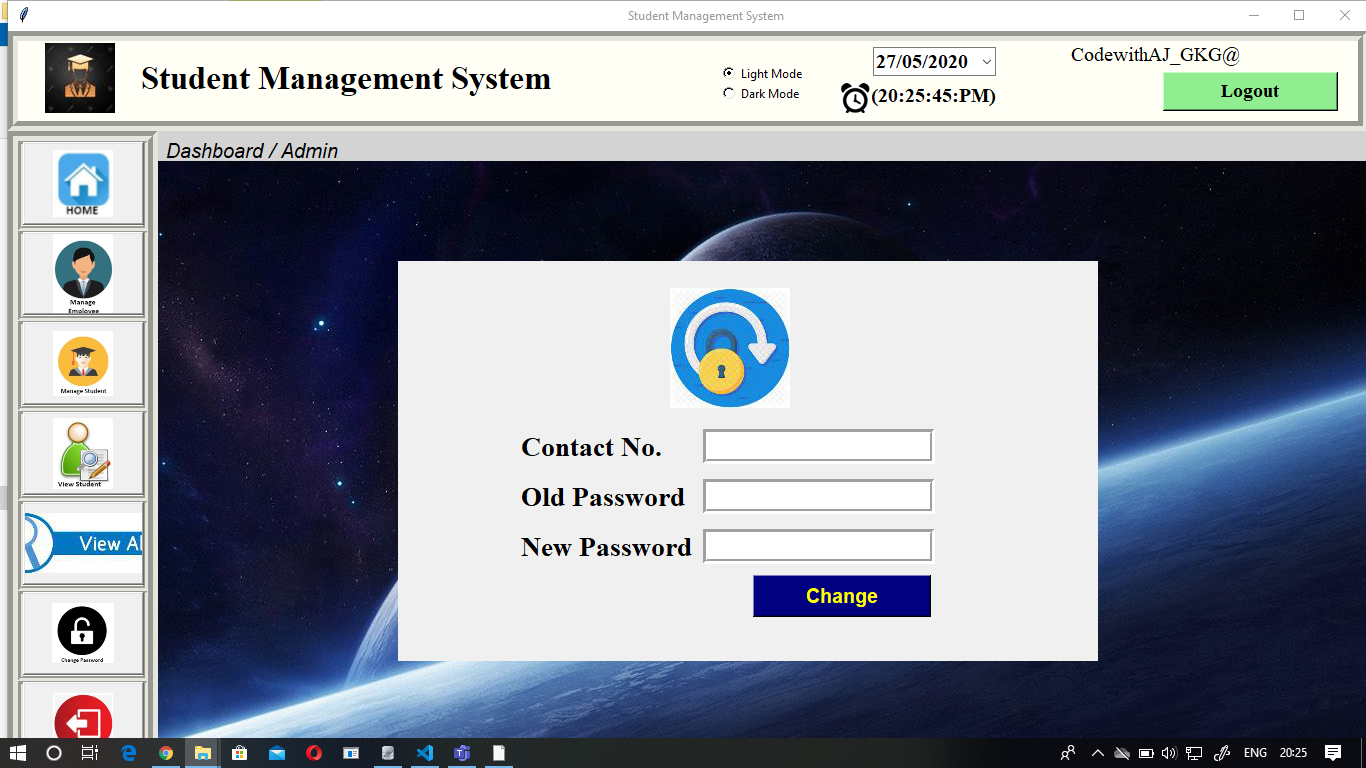 Student Management System
Student Management System
Light Mode
Dark Mode
27/05/2020
(20:25:45:PM)
CodewithAJ_GKG@
Logout
Dashboard / Admin
HOME
Manage
Employee
Manage Student
View Student
View Al
Change Password
Contact No.
Old Password
New Password
Change
ENG
20:25